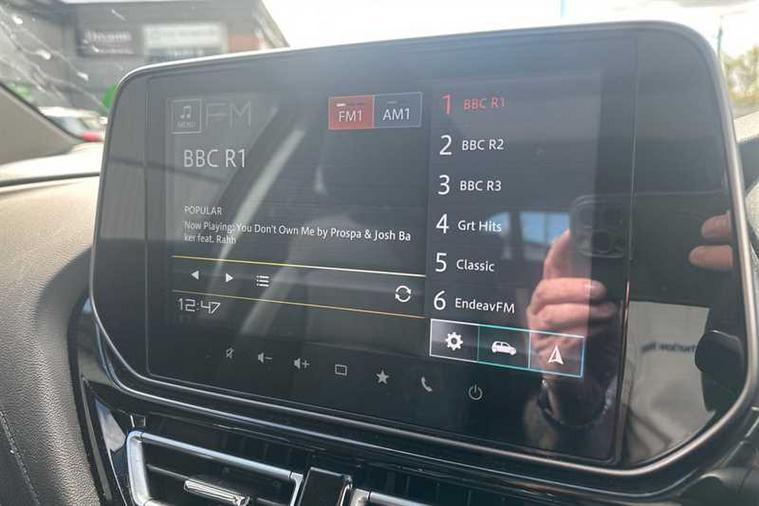 FM
MENU
FM1
AM1
BBC R1
POPULAR
Now Playing: You Don't Own Me by Prospa & Josh Ba
ker feat. Rahh
12:47
1 BBC R1
2 BBC R2
3 BBC R3
4 Grt Hits
5 Classic
6 EndeavFM